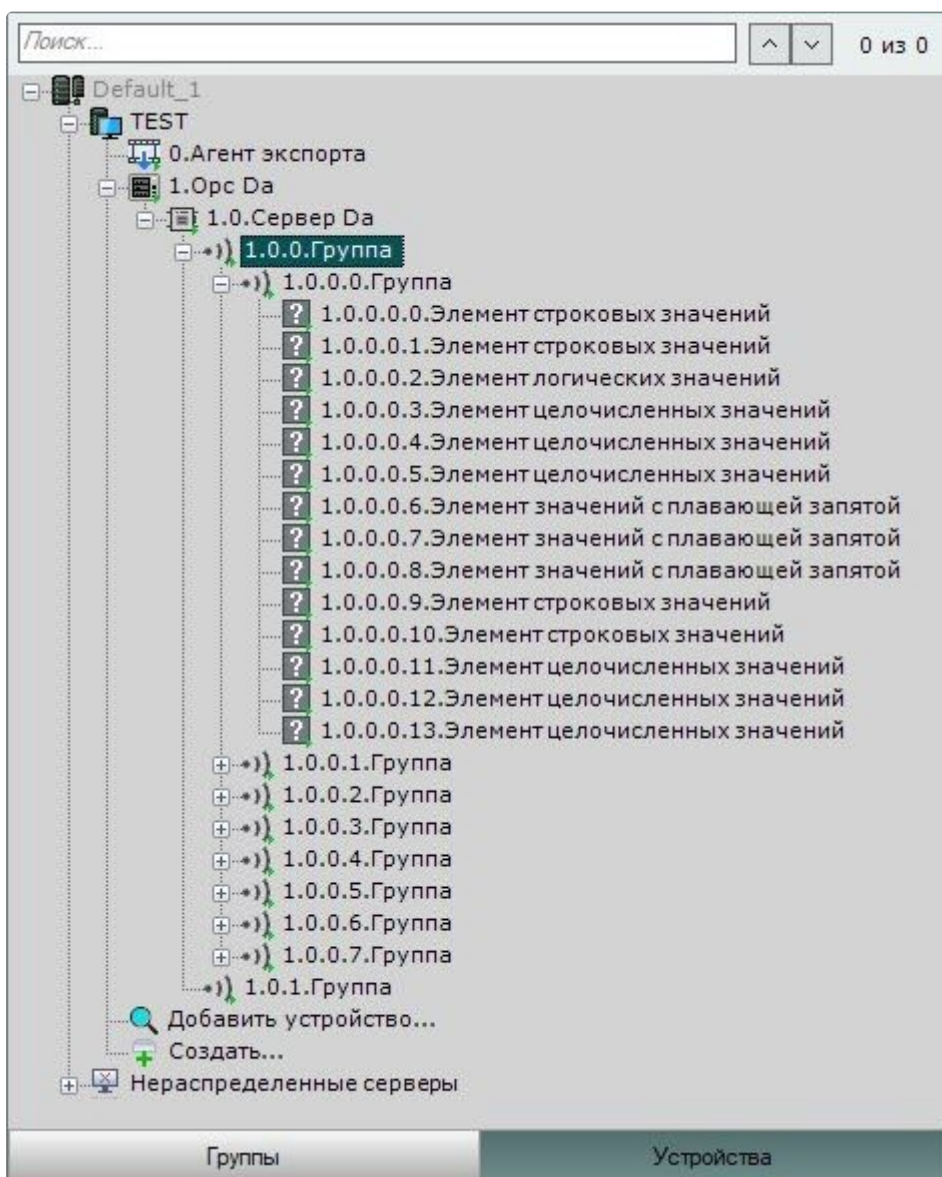 Поиск...
0 из 0
Default_1
TEST
0.Агент экспорта
1.Opc Da
1.0.Сервер Da
1.0.0.Группа
1.0.0.0.Группа
1.0.0.0.0.Элемент строковых значений
1.0.0.0.1.Элемент строковых значений
1.0.0.0.2.Элемент логических значений
1.0.0.0.3.Элемент целочисленных значений
1.0.0.0.4.Элемент целочисленных значений
1.0.0.0.5.Элемент целочисленных значений
1.0.0.0.6.Элемент значений с плавающей запятой
1.0.0.0.7.Элемент значений с плавающей запятой
1.0.0.0.8.Элемент значений с плавающей запятой
1.0.0.0.9.Элемент строковых значений
1.0.0.0.10.Элемент строковых значений
1.0.0.0.11.Элемент целочисленных значений
1.0.0.0.12.Элемент целочисленных значений
1.0.0.0.13.Элемент целочисленных значений
1.0.0.1.Группа
1.0.0.2.Группа
1.0.0.3.Группа
1.0.0.4.Группа
1.0.0.5.Группа
1.0.0.6.Группа
1.0.0.7.Группа
1.0.1.Группа
Добавить устройство...
Создать...
Нераспределенные серверы
Группы
Устройства